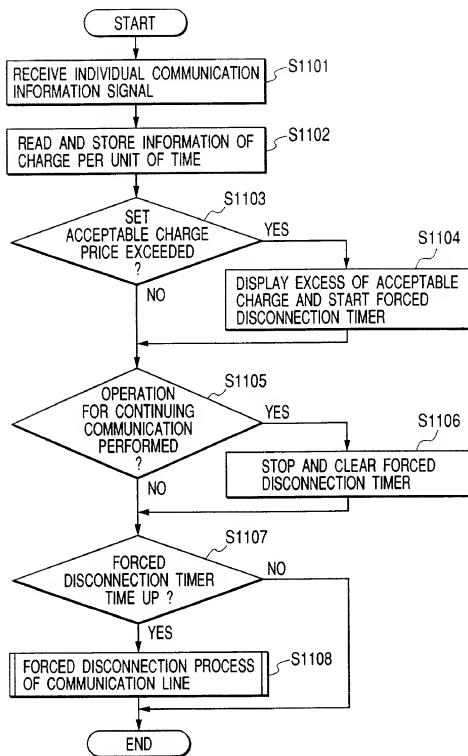 START
RECEIVE INDIVIDUAL COMMUNICATION
INFORMATION SIGNAL
S1101
READ AND STORE INFORMATION OF
CHARGE PER UNIT OF TIME
S1102
SET
ACCEPTABLE CHARGE
PRICE EXCEEDED
?
S1103
YES
NO
S1104
DISPLAY EXCESS OF ACCEPTABLE
CHARGE AND START FORCED
DISCONNECTION TIMER
OPERATION
FOR CONTINUING
COMMUNICATION
PERFORMED
?
S1105
YES
NO
S1106
STOP AND CLEAR FORCED
DISCONNECTION TIMER
FORCED
DISCONNECTION TIMER
TIME UP ?
S1107
NO
YES
FORCED DISCONNECTION PROCESS
OF COMMUNICATION LINE
S1108
END